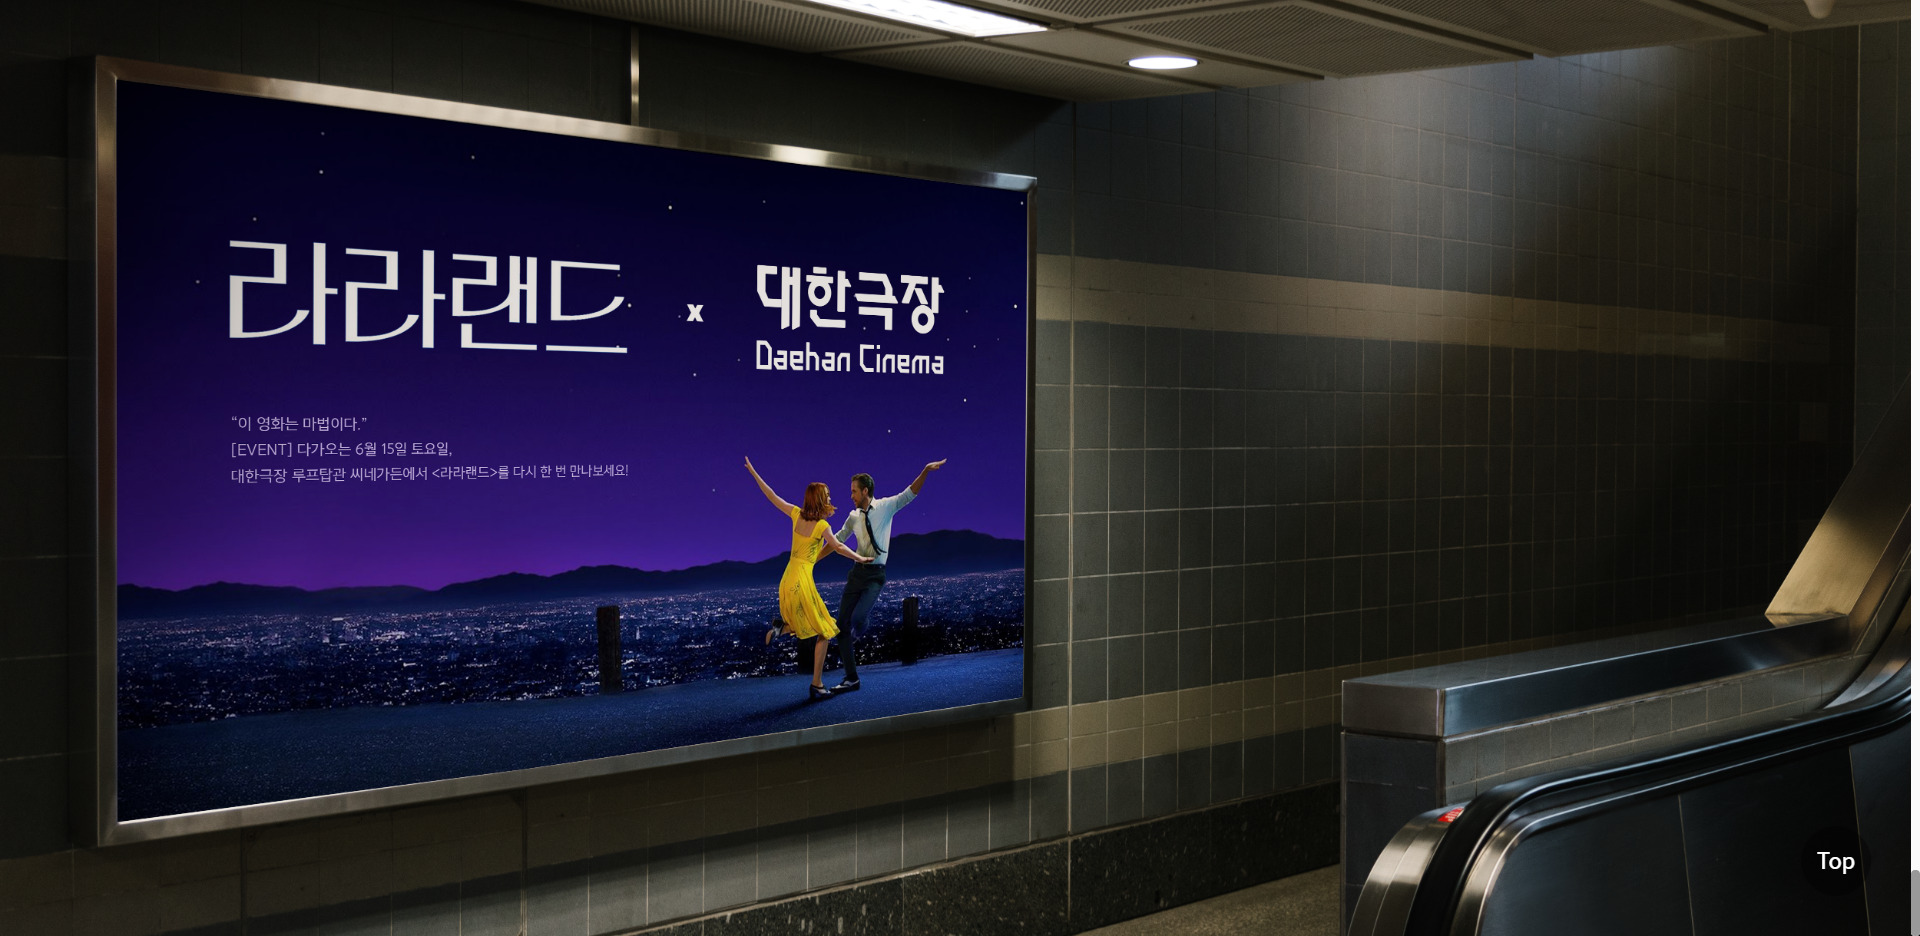 라라랜드 x 대한극장
Daehan Cinema
“이 영화는 마법이다.”
[EVENT] 다가오는 6월 15일 토요일,
대한극장 루프탑관 씨네가든에서 <라라랜드>를 다시 한 번 만나보세요!
Top